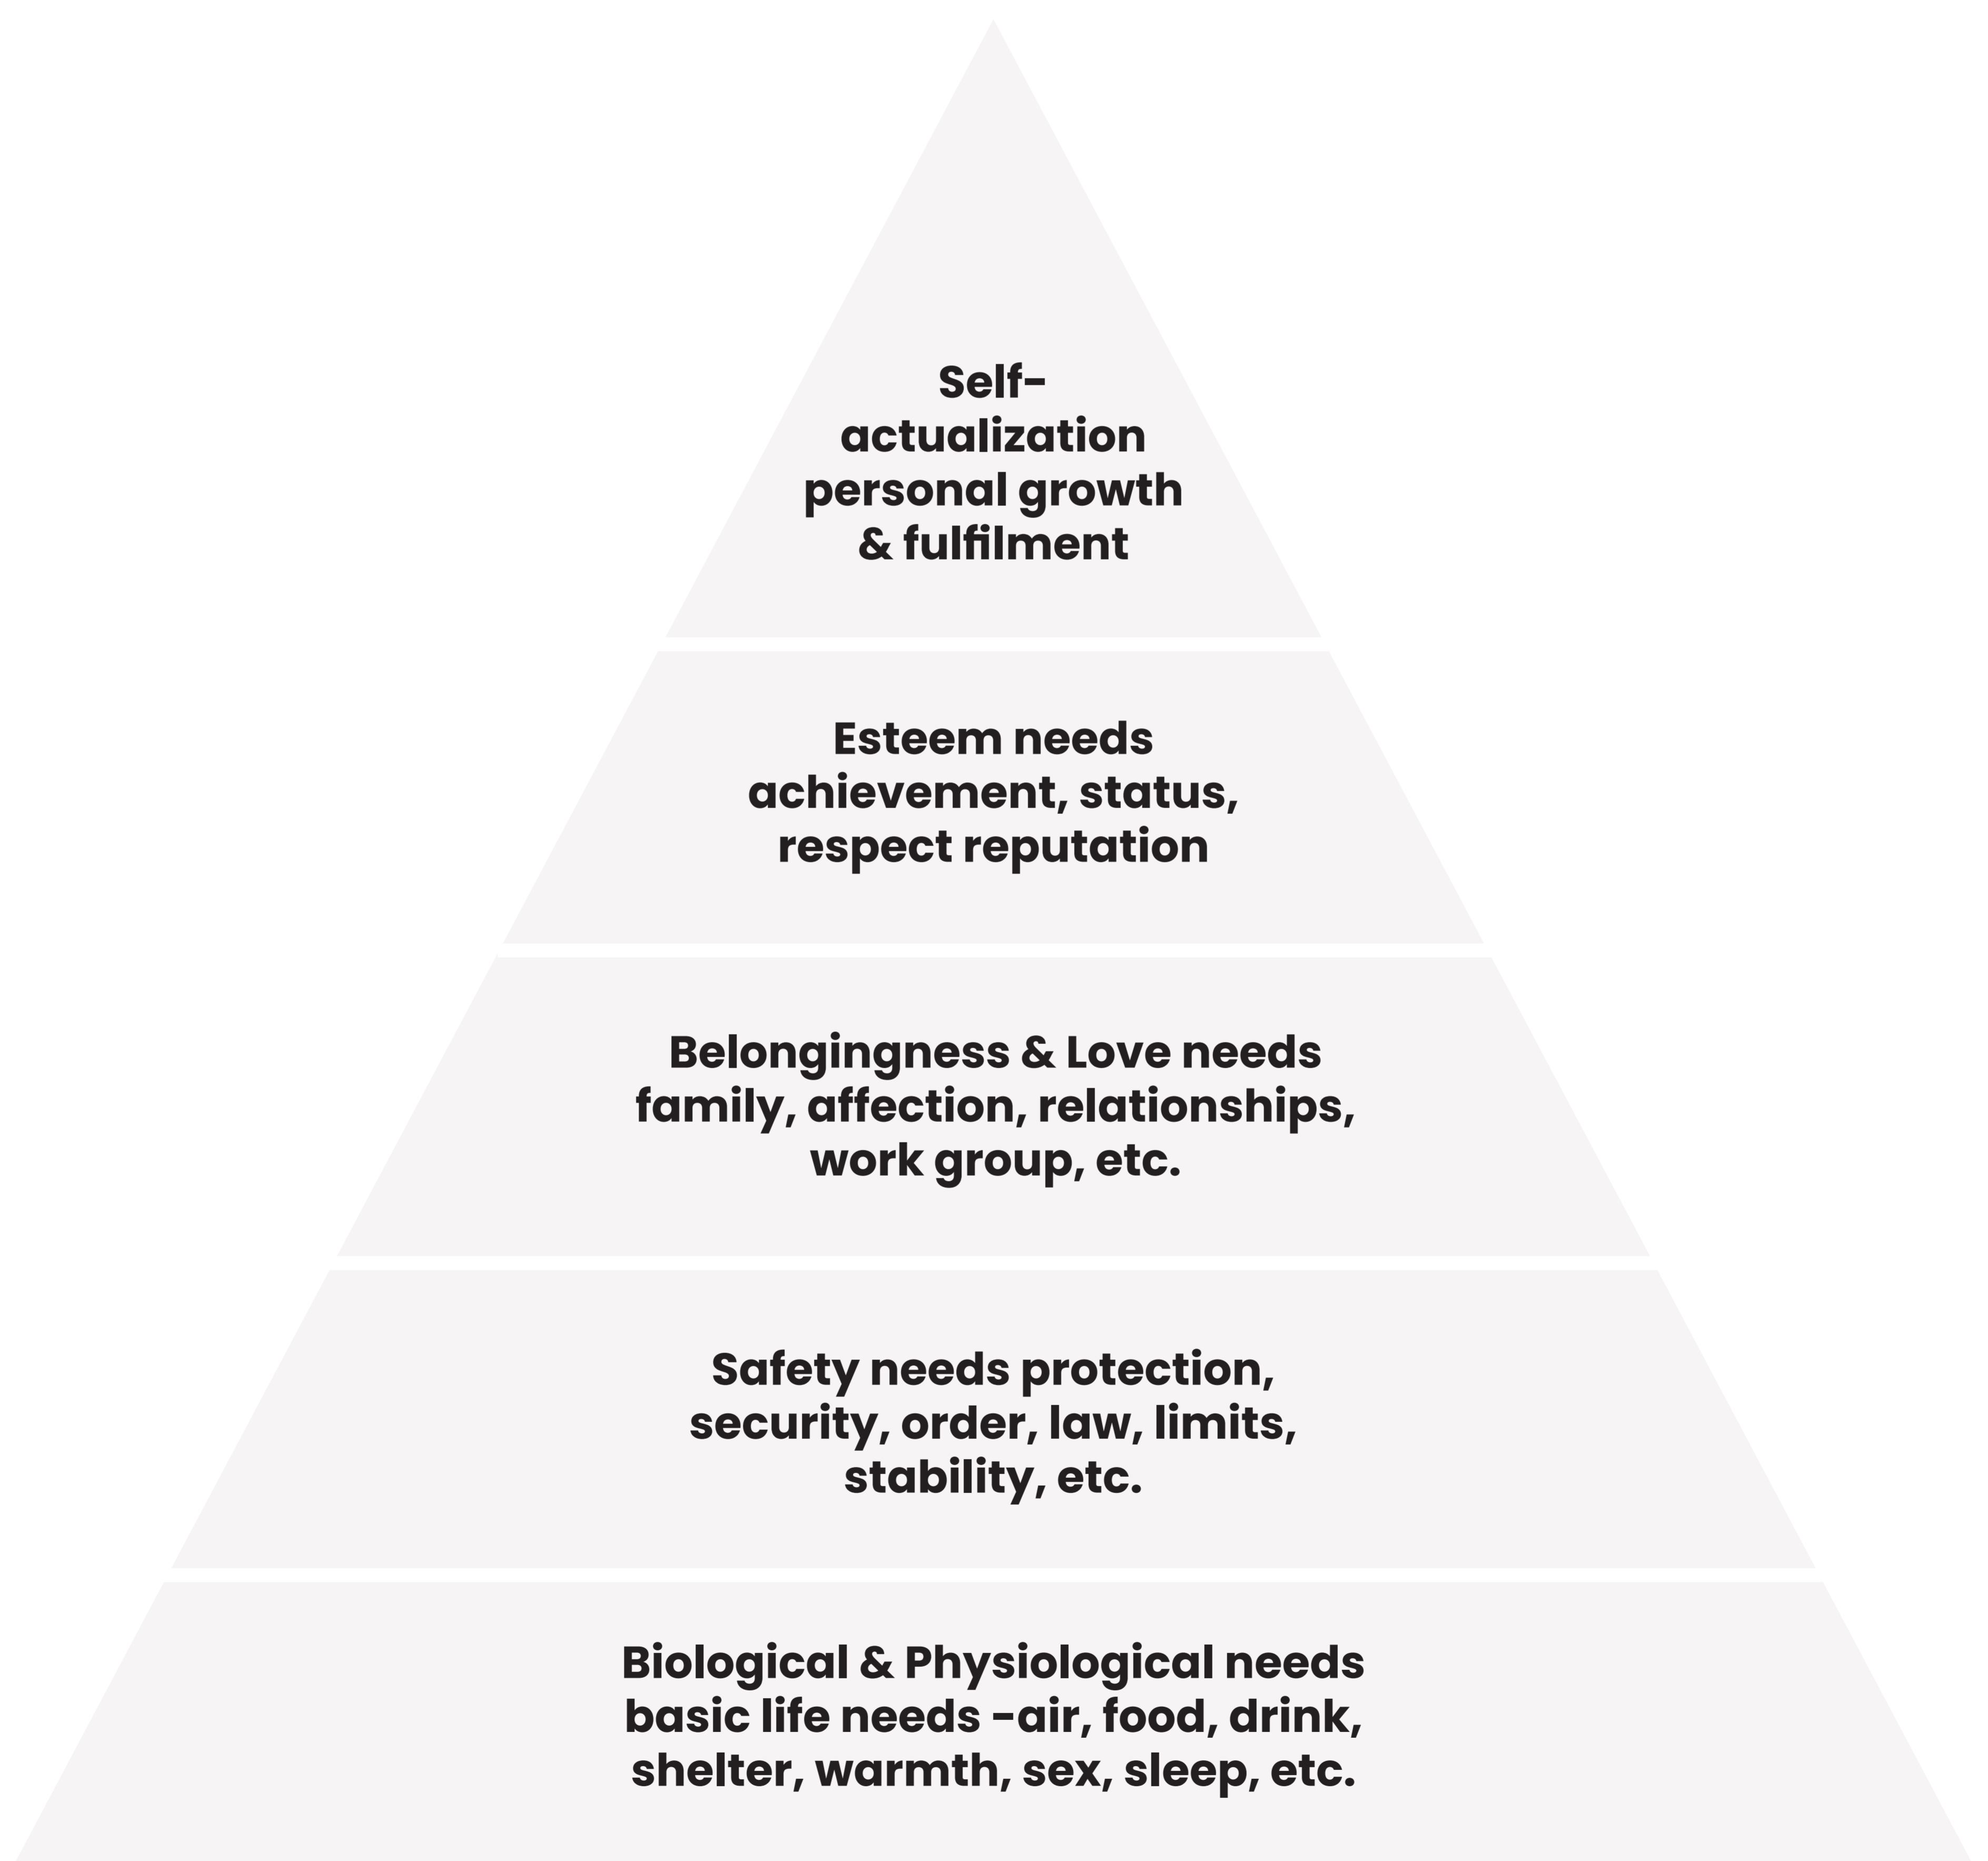 Self-
actualization
personal growth
& fulfilment
Esteem needs
achievement, status,
respect reputation
Belongingness & Love needs
family, affection, relationships,
work group, etc.
Safety needs protection,
security, order, law, limits,
stability, etc.
Biological & Physiological needs
basic life needs -air, food, drink,
shelter, warmth, sex, sleep, etc.